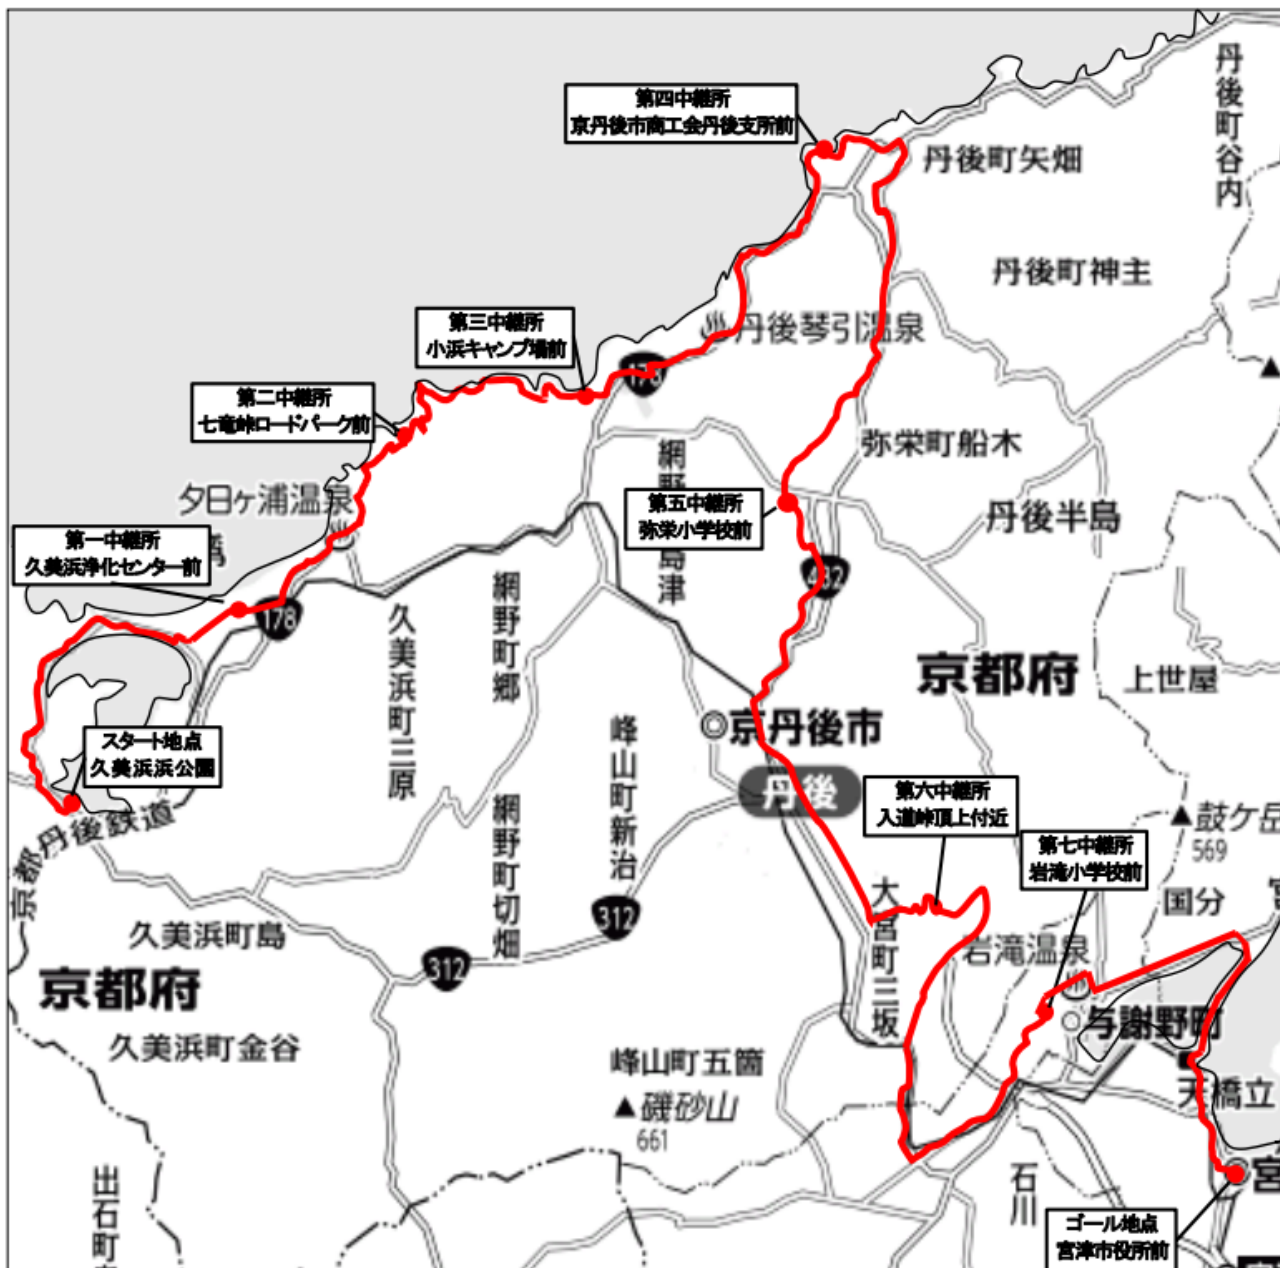 丹後町谷内
第四中継所
京丹後市商工会丹後支所前
丹後町矢畑
丹後町神主
第三中継所
小浜キャンプ場前
丹後琴引温泉
178
第二中継所
七竜峠ロードパーク前
弥栄町船木
夕日ヶ浦温泉
第五中継所
弥栄小学校前
丹後半島
第一中継所
久美浜浄化センター前
島津
482
178
網野町郷
久美浜町三原
京都府
上世屋
スタート地点
久美浜浜公園
京丹後市
峰山町新治
丹後
第六中継所
入道峠頂上付近
鼓ヶ岳
569
京都丹後鉄道
網野町切畑
第七中継所
岩滝小学校前
国分
312
大宮町三坂
久美浜町島
岩滝温泉
312
京都府
与謝野町
久美浜町金谷
峰山町五箇
天橋立
磯砂山
661
出石町
石川
ゴール地点
宮津市役所前
宮